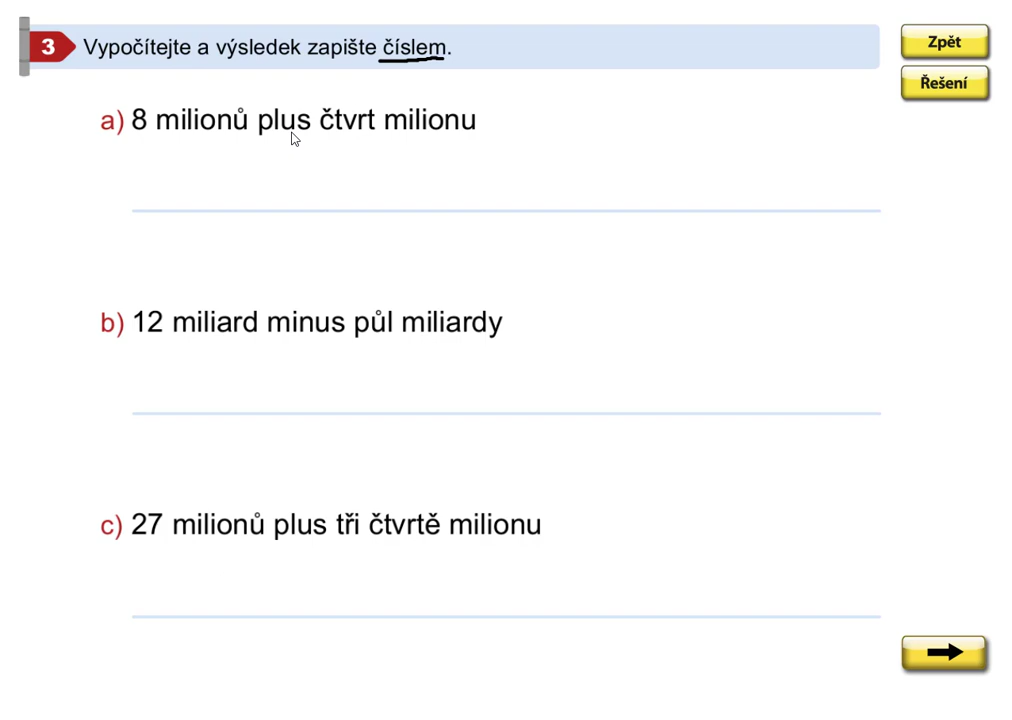 3 Vypočítejte a výsledek zapište číslem.
Zpět
Řešení
a) 8 milionů plus čtvrt milionu
b) 12 miliard minus půl miliardy
c) 27 milionů plus tři čtvrtě milionu